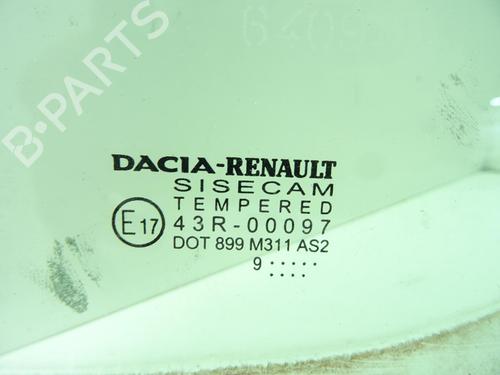 B-PARTS
DACIA-RENAULT
SISECAM
TEMPERED
E17 43R-00097
DOT 899 M311 AS2
9 .....